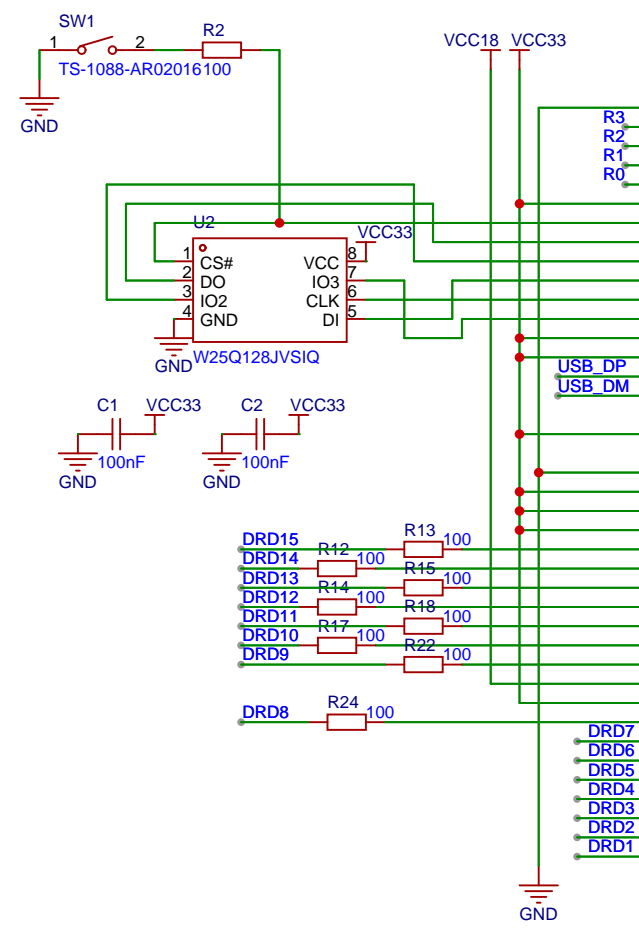 SW1
1 2 R2
TS-1088-AR02016 100
GND
VCC18 VCC33
R3
R2
R1
R0
U2
VCC33
1 CS# VCC 8
2 DO IO3 7
3 IO2 CLK 6
4 GND DI 5
GND W25Q128JVSIQ
USB_DP
USB_DM
C1 VCC33 C2 VCC33
100nF 100nF
GND GND
DRD15 R13 100
DRD14 R12 100
DRD13 R15 100
DRD12 R14 100
DRD11 R18 100
DRD10 R17 100
DRD9 R22 100
DRD8 R24 100
DRD7
DRD6
DRD5
DRD4
DRD3
DRD2
DRD1
GND